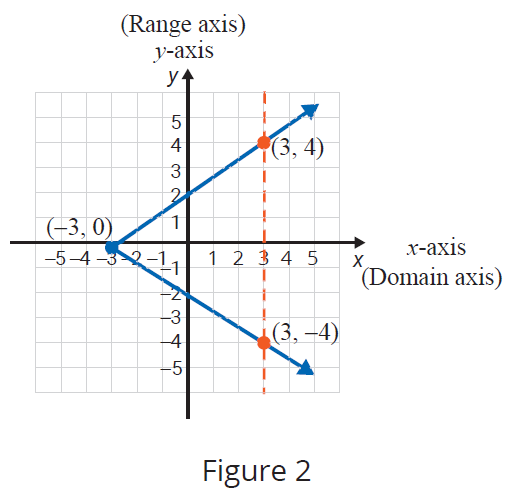 (Range axis)
y-axis
y
5
4
(3, 4)
3
2
(–3, 0)
1
–5 –4 –3 –2 –1 1 2 3 4 5 x
x-axis
(Domain axis)
–1
–2
–3
(3, –4)
–4
–5
Figure 2